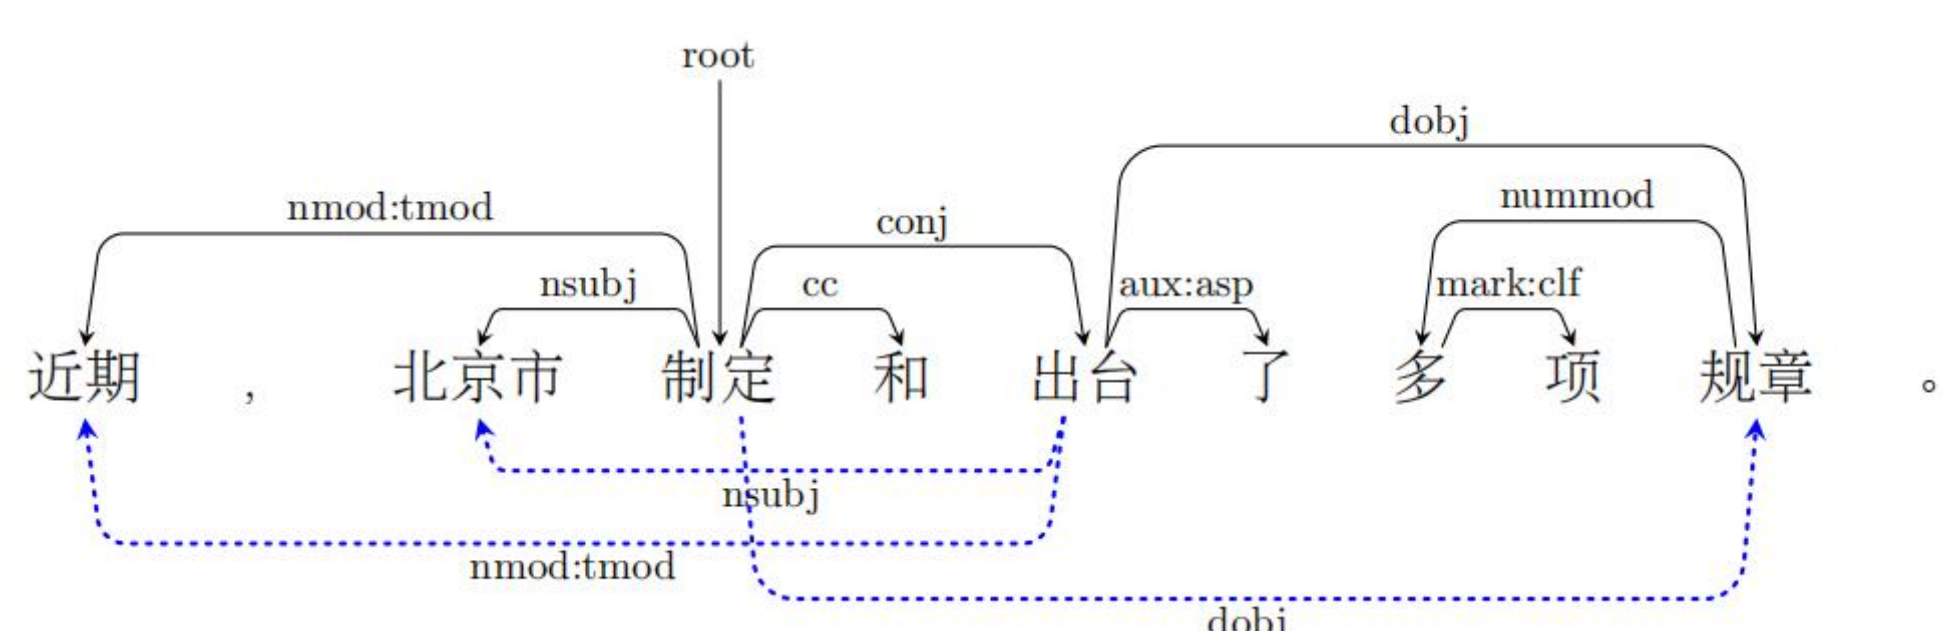 root
dobj
nummod
nmod:tmod
conj
nsubj
cc
aux:asp
mark:clf
近期 , 北京市 制定 和 出台 了 多 项 规章 。
nsubj
nmod:tmod
dobj